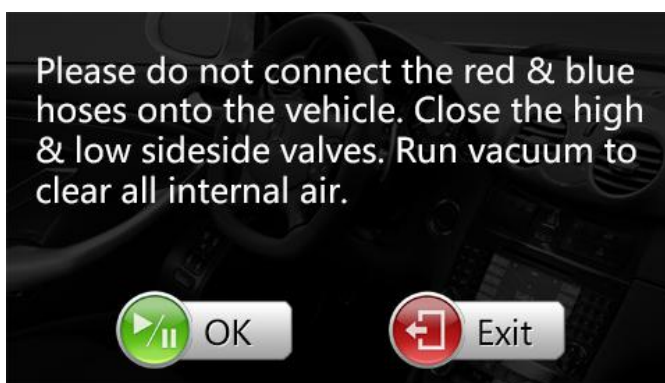 Please do not connect the red & blue
hoses onto the vehicle. Close the high
& low sideside valves. Run vacuum to
clear all internal air.
OK
Exit